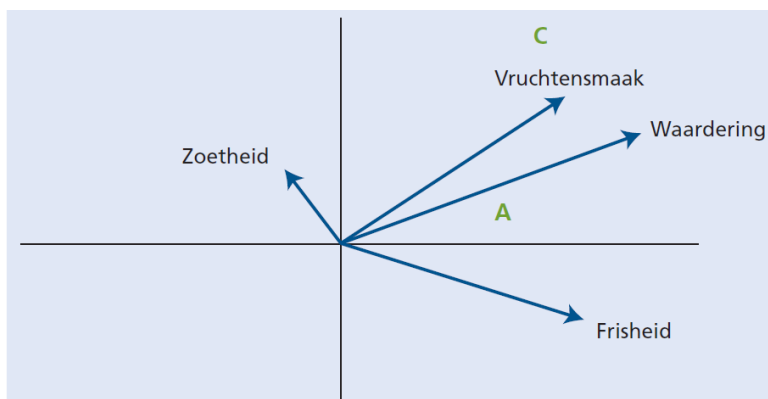 C
Vruchtensmaak
Waardering
Zoetheid
A
Frisheid